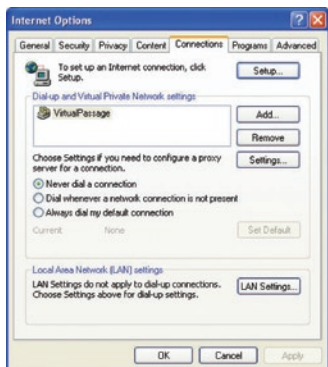 Internet Options
General Security Privacy Content Connections Programs Advanced
To set up an Internet connection, click
Setup.
Setup...
Dial-up and Virtual Private Network settings
VirtualPassage
Add...
Remove
Choose Settings if you need to configure a proxy
server for a connection.
Settings...
Never dial a connection
Dial whenever a network connection is not present
Always dial my default connection
Current None
Set Default
Local Area Network (LAN) settings
LAN Settings do not apply to dial-up connections.
Choose Settings above for dial-up settings.
LAN Settings...
OK Cancel Apply